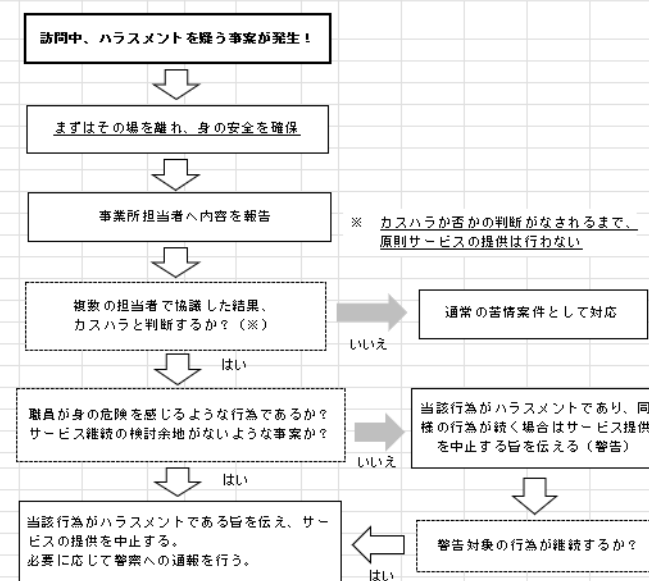 訪問中、ハラスメントを疑う事案が発生！
まずはその場を離れ、身の安全を確保
事業所担当者へ内容を報告
※　カスハラか否かの判断がなされるまで、
原則サービスの提供は行わない
複数の担当者で協議した結果、
カスハラと判断するか？（※）
いいえ
通常の苦情案件として対応
はい
職員が身の危険を感じるような行為であるか？
サービス継続の検討余地がないような事案か？
いいえ
当該行為がハラスメントであり、同
様の行為が続く場合はサービス提供
を中止する旨を伝える（警告）
はい
当該行為がハラスメントである旨を伝え、サー
ビスの提供を中止する。
必要に応じて警察への通報を行う。
警告対象の行為が継続するか？
はい